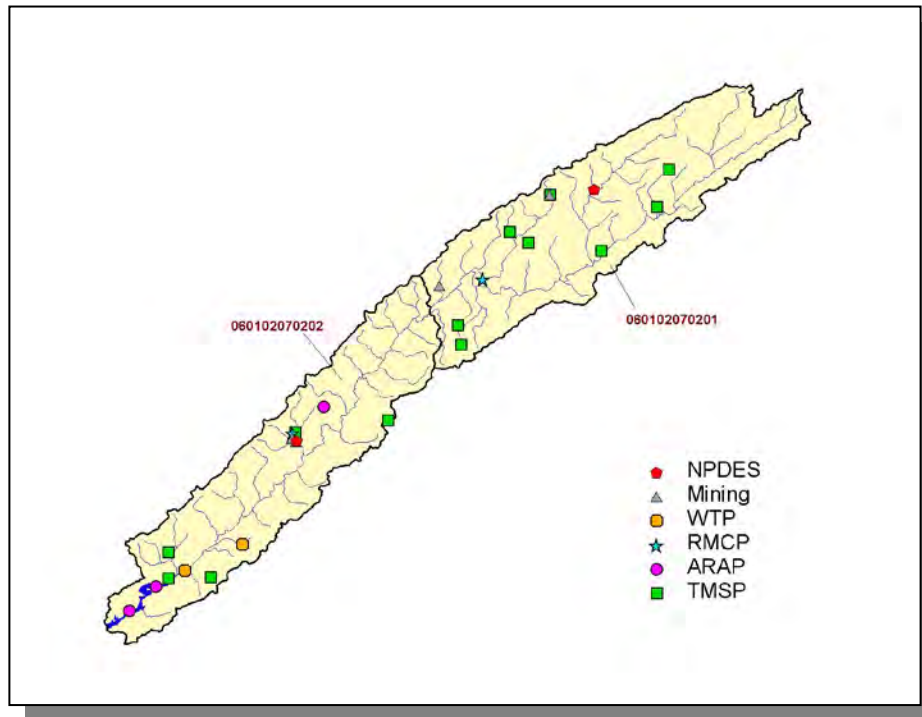 060102070202
060102070201
NPDES
Mining
WTP
RMCP
ARAP
TMSP